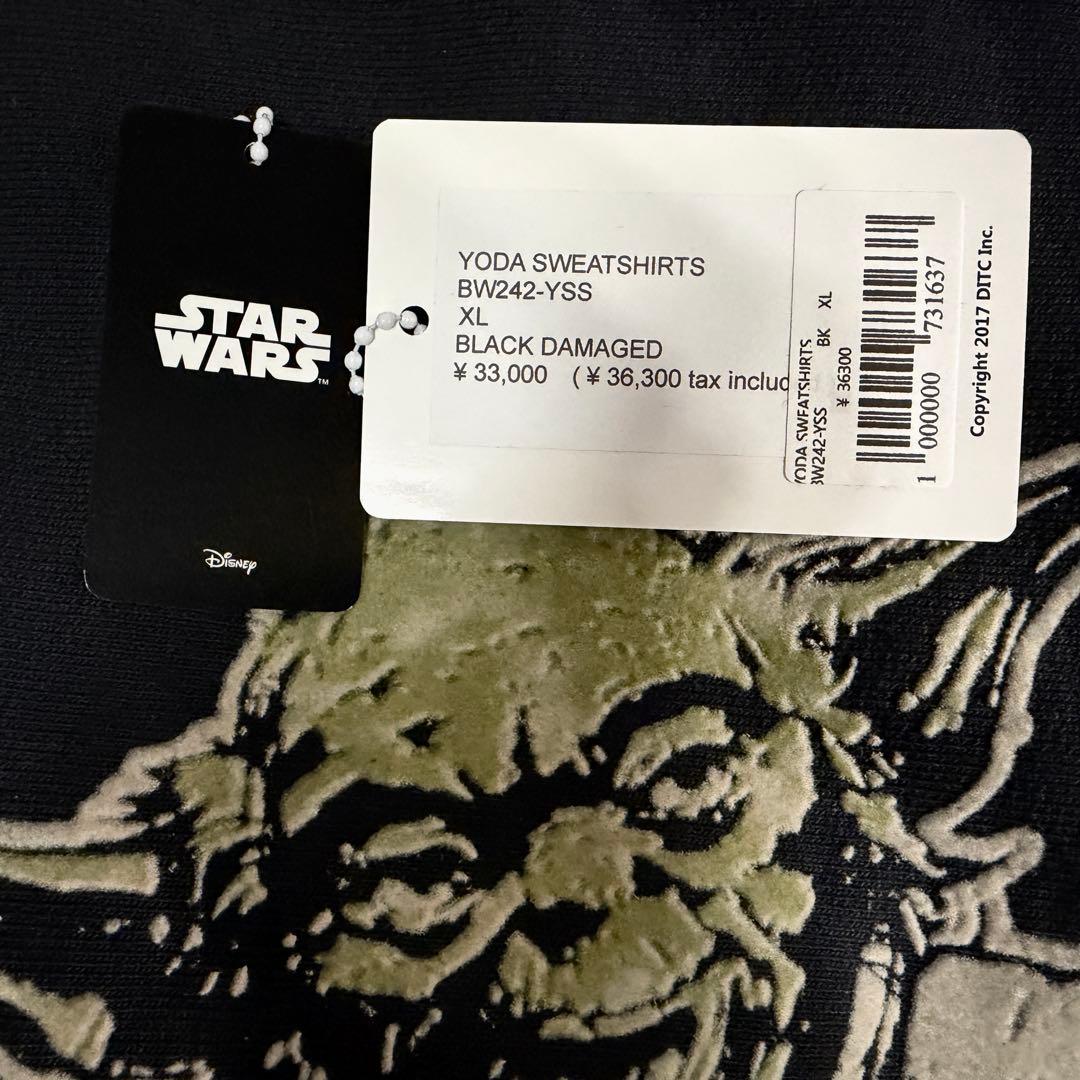 STAR
WARS™
Disney
YODA SWEATSHIRTS
BW242-YSS
XL
BLACK DAMAGED
¥ 33,000 (¥ 36,300 tax includ
YODA SWEATSHIRTS
BW242-YSS BK XL
¥ 36300
1 000000 731637
Copyright 2017 DITC Inc.